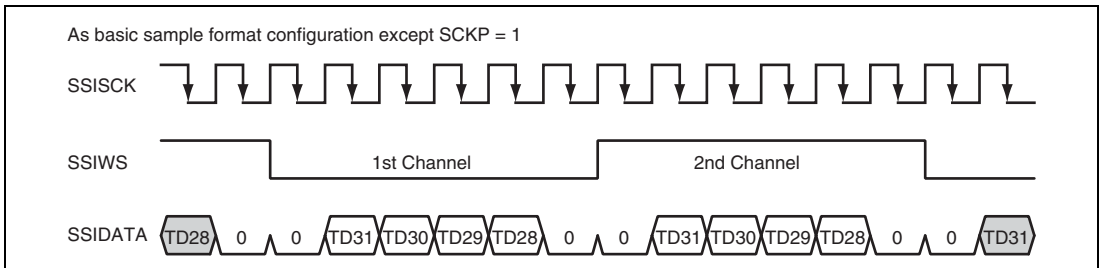 As basic sample format configuration except SCKP = 1
SSISCK
SSIWS 1st Channel 2nd Channel
SSIDATA TD28 0 0 TD31 TD30 TD29 TD28 0 0 TD31 TD30 TD29 TD28 0 0 TD31